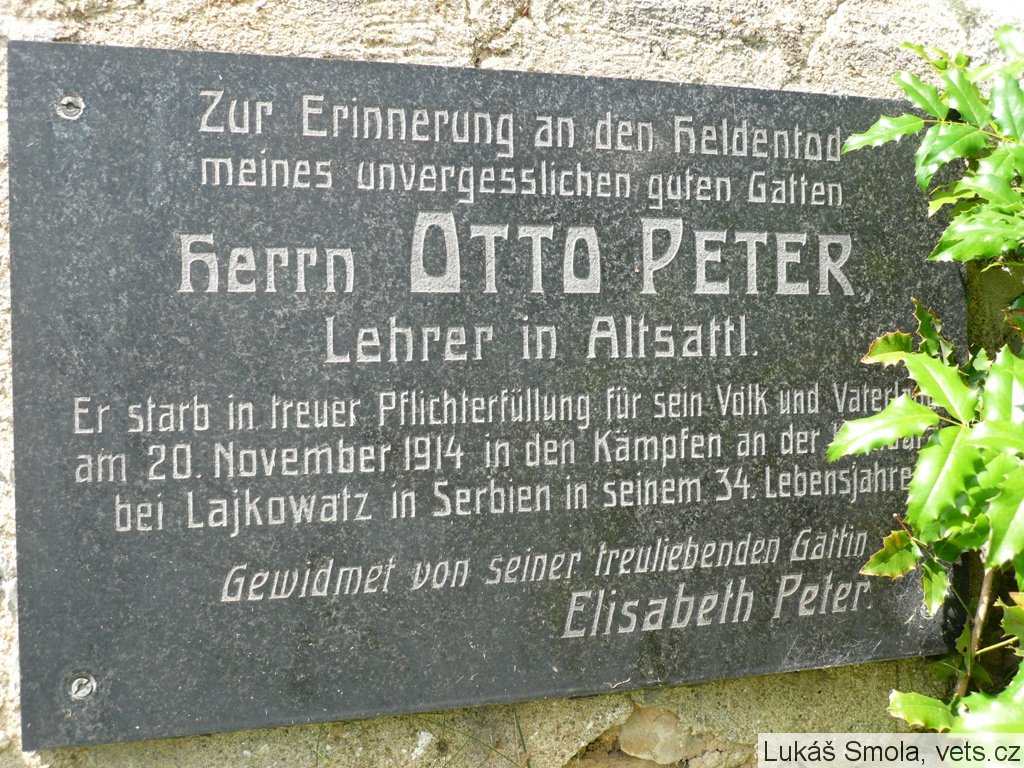 Zur Erinnerung an den Heldentod
meines unvergesslichen guten Gatten
Herrn OTTO PETER,
Lehrer in Altsattl.
Er starb in treuer Pflichterfüllung für sein Volk und
am 20. November 1914 in den Kämpfen an der
bei Lajkowatz in Serbien in seinem 34. Lebensjahre
Gewidmet von seiner treuliebenden Gattin
Elisabeth Peter.
Lukáš Smola, vets.cz